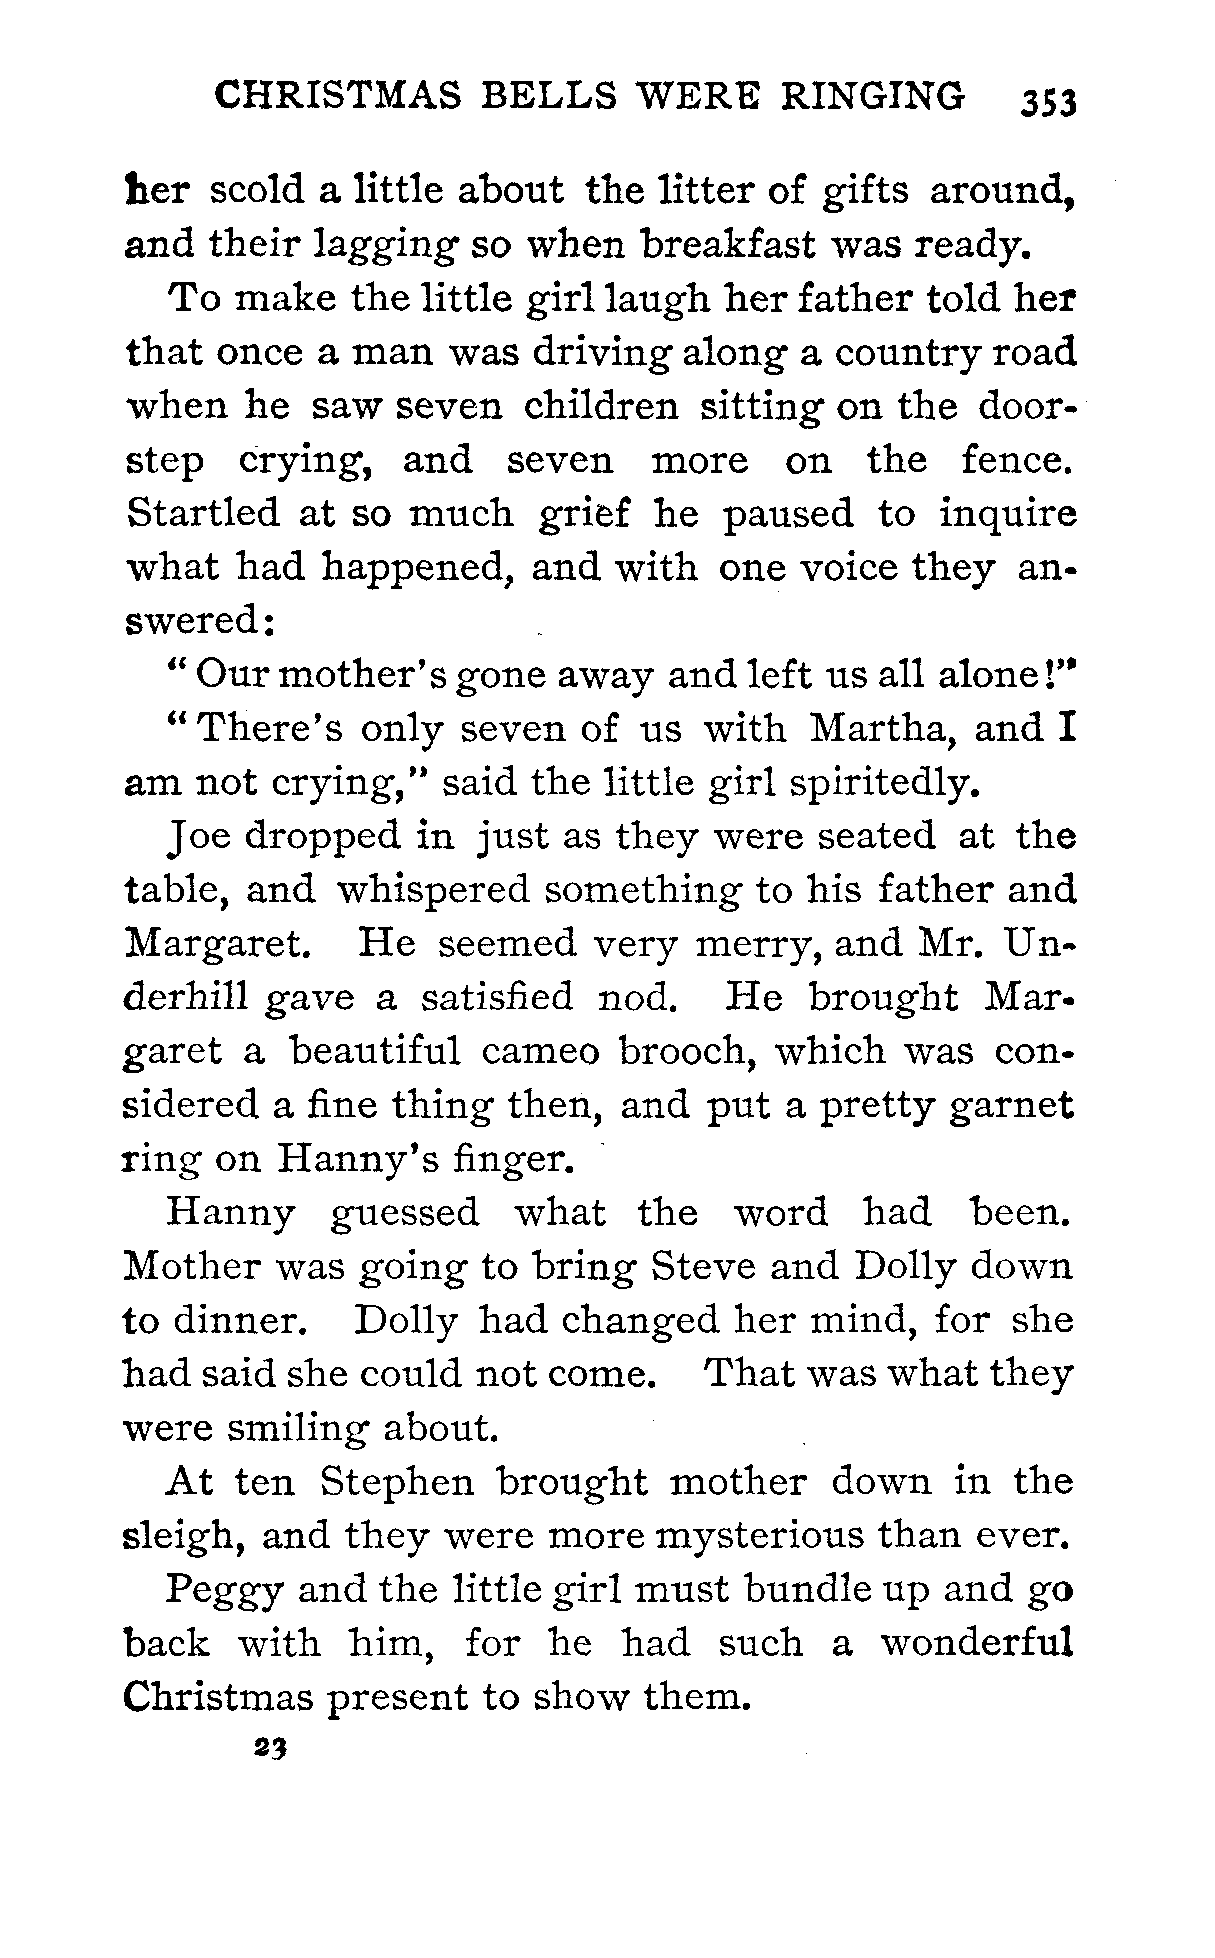 CHRISTMAS BELLS WERE RINGING 353
her scold a little about the litter of gifts around,
and their lagging so when breakfast was ready.
To make the little girl laugh her father told her
that once a man was driving along a country road
when he saw seven children sitting on the door-
step crying, and seven more on the fence.
Startled at so much grief he paused to inquire
what had happened, and with one voice they an-
swered:
"Our mother's gone away and left us all alone!"
"There's only seven of us with Martha, and I
am not crying," said the little girl spiritedly.
Joe dropped in just as they were seated at the
table, and whispered something to his father and
Margaret. He seemed very merry, and Mr. Un-
derhill gave a satisfied nod. He brought Mar-
garet a beautiful cameo brooch, which was con-
sidered a fine thing then, and put a pretty garnet
ring on Hanny's finger.
Hanny guessed what the word had been.
Mother was going to bring Steve and Dolly down
to dinner. Dolly had changed her mind, for she
had said she could not come. That was what they
were smiling about.
At ten Stephen brought mother down in the
sleigh, and they were more mysterious than ever.
Peggy and the little girl must bundle up and go
back with him, for he had such a wonderful
Christmas present to show them.
23